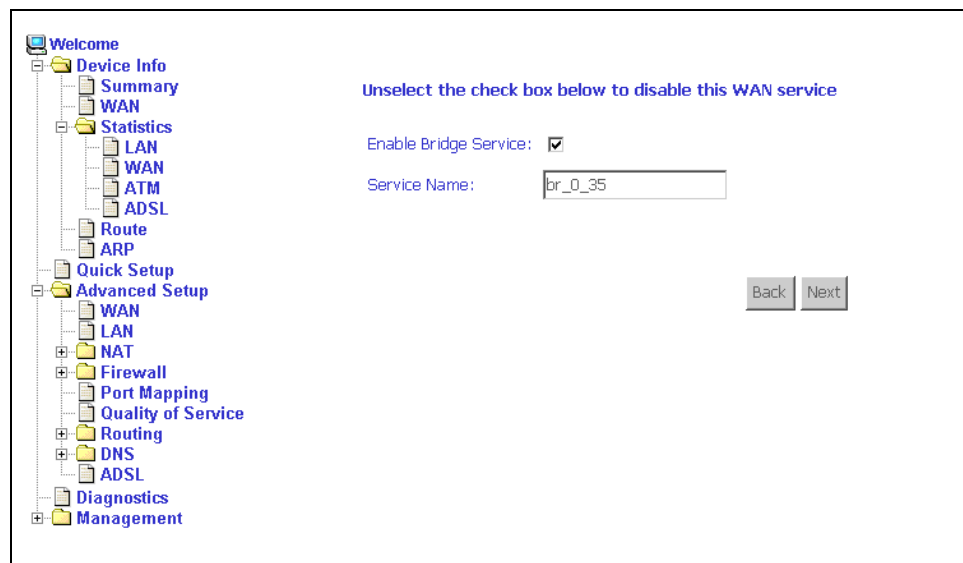 Welcome
Device Info
Summary
WAN
Statistics
LAN
WAN
ATM
ADSL
Route
ARP
Quick Setup
Advanced Setup
WAN
LAN
NAT
Firewall
Port Mapping
Quality of Service
Routing
DNS
ADSL
Diagnostics
Management
Unselect the check box below to disable this WAN service
Enable Bridge Service:
Service Name: br_0_35
Back Next